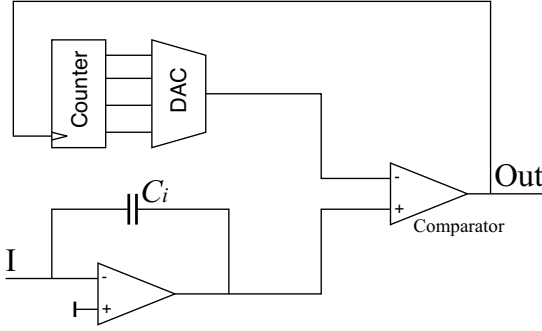 Counter
DAC
-
+
Out
Comparator
Ci
I
-
+